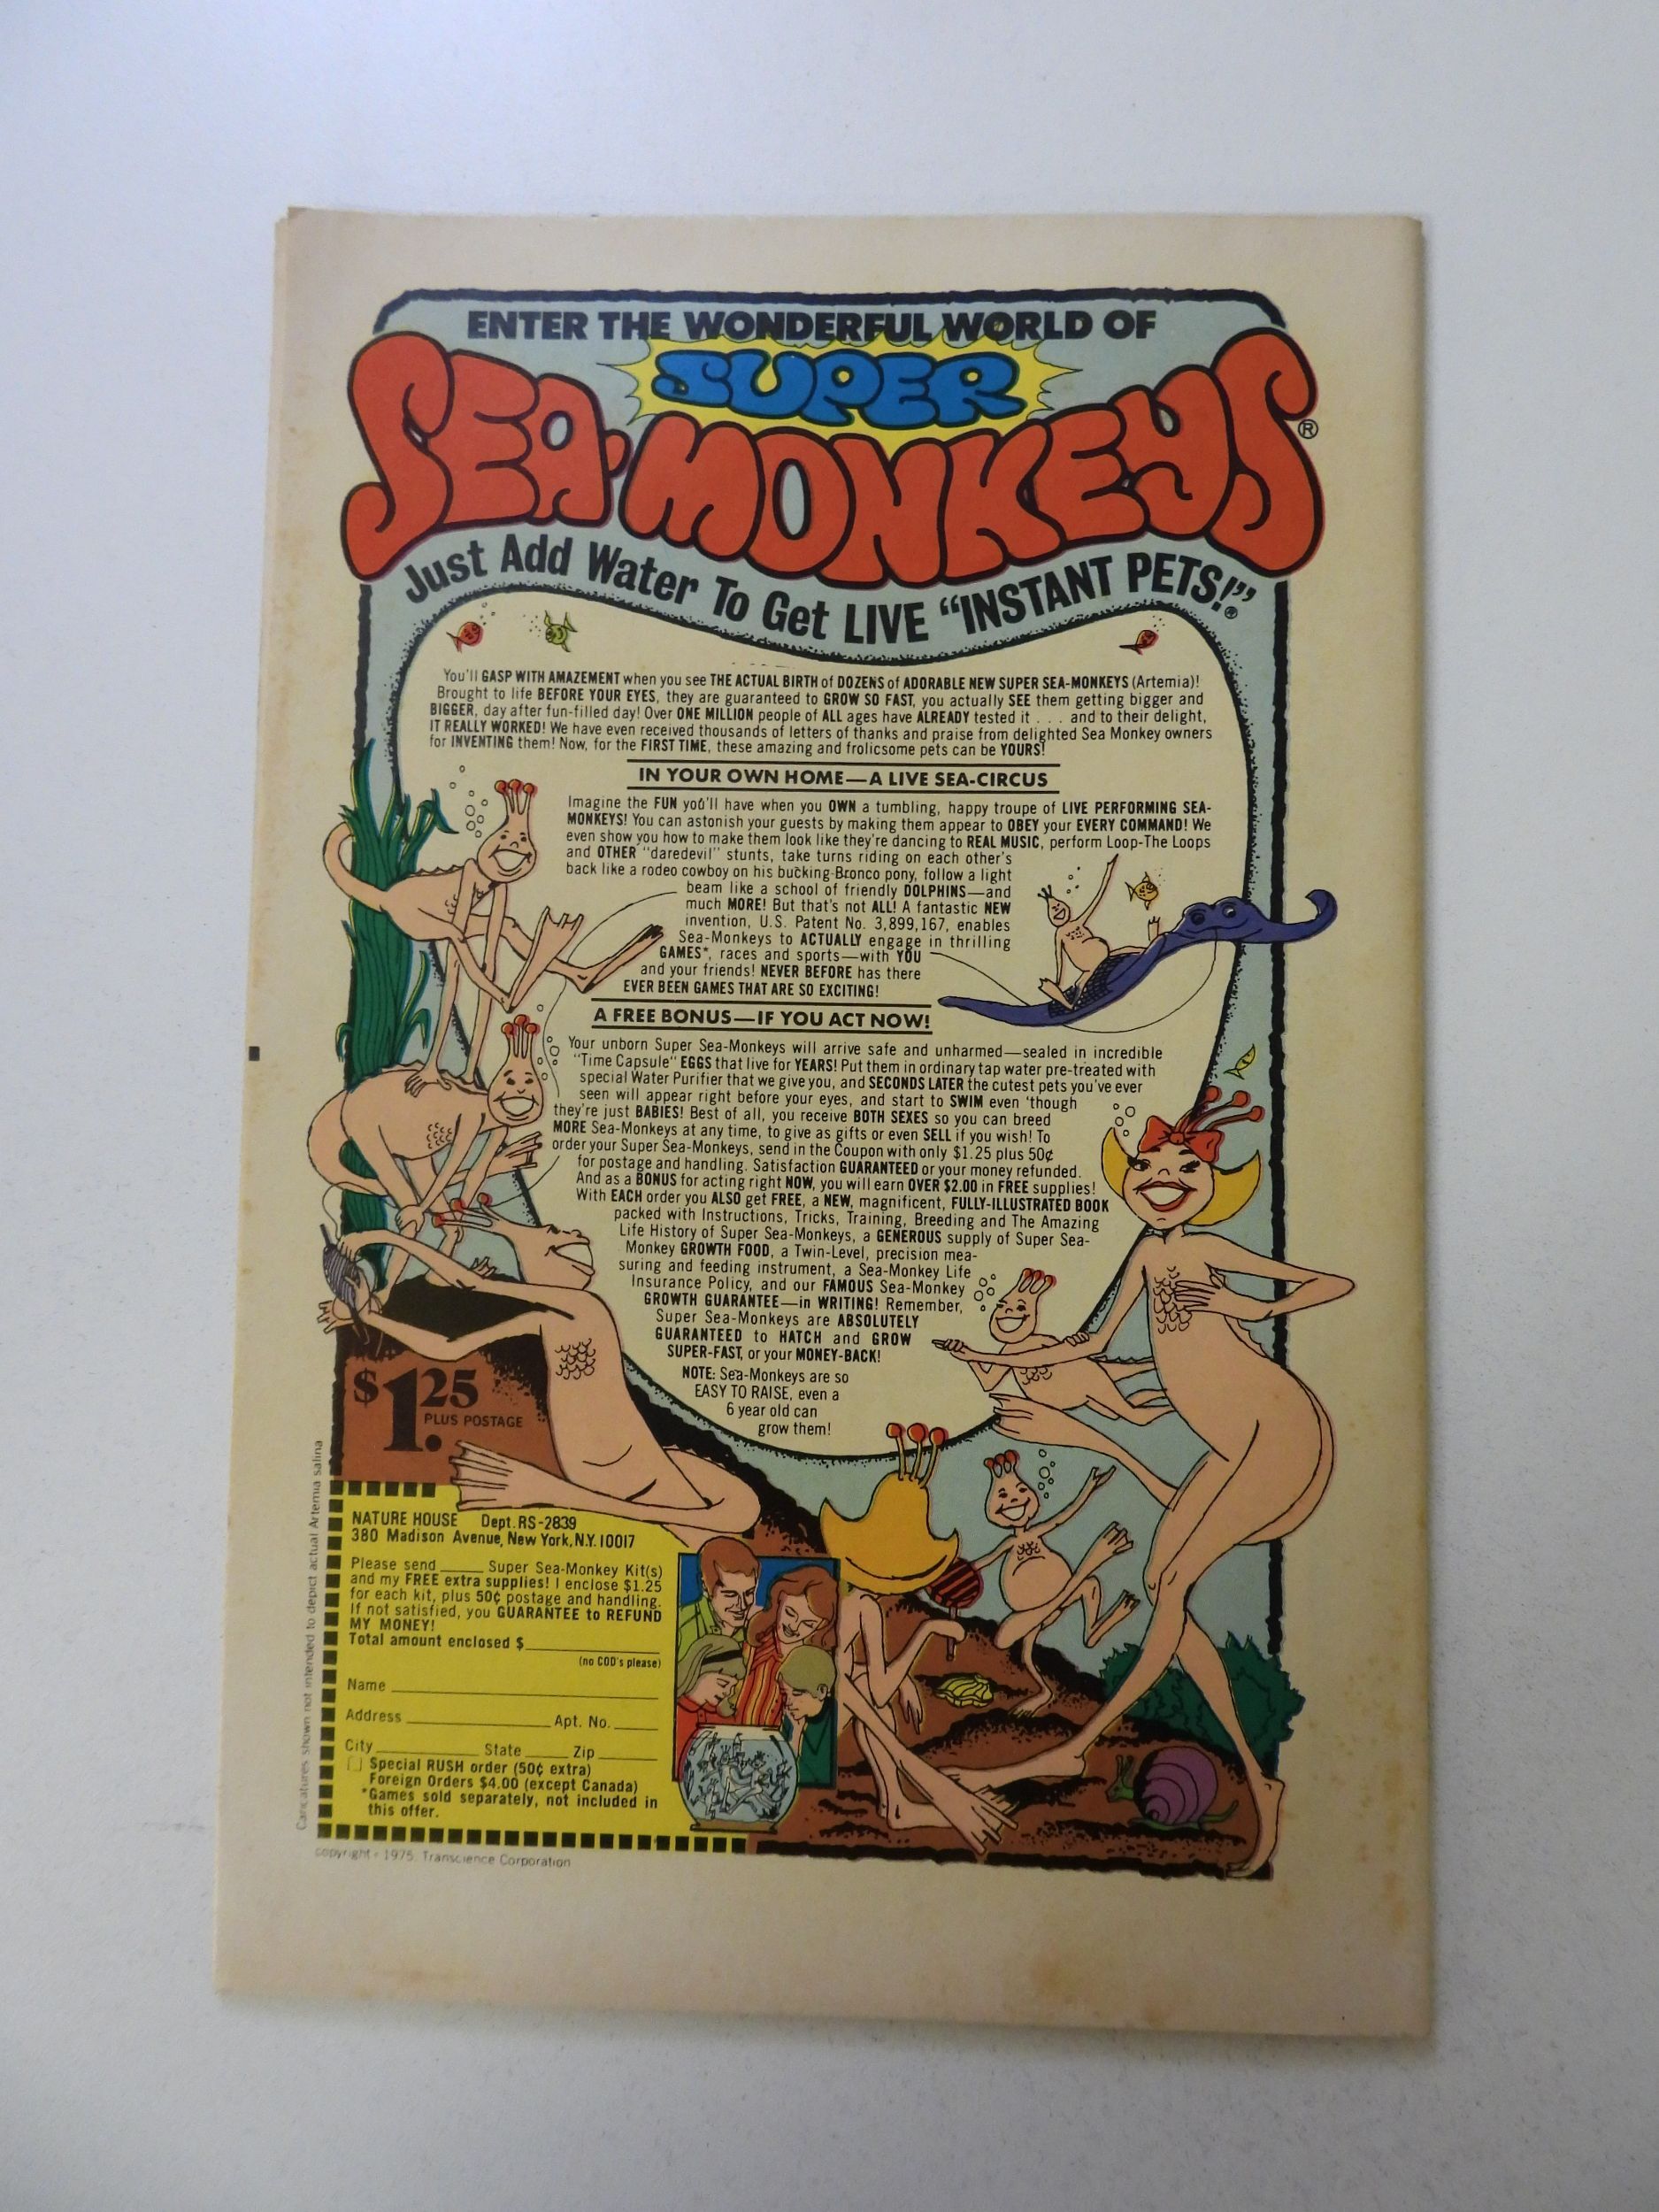 ENTER THE WONDERFUL WORLD OF
SUPER
SEA-MONKEYS®
Just Add Water To Get LIVE “INSTANT PETS!”®
You'll GASP WITH AMAZEMENT when you see THE ACTUAL BIRTH of DOZENS of ADORABLE NEW SUPER SEA-MONKEYS (Artemia)!
Brought to life BEFORE YOUR EYES, they are guaranteed to GROW SO FAST, you actually SEE them getting bigger and
BIGGER, day after fun-filled day! Over ONE MILLION people of ALL ages have ALREADY tested it . . . and to their delight,
IT REALLY WORKED! We have even received thousands of letters of thanks and praise from delighted Sea Monkey owners
for INVENTING them! Now, for the FIRST TIME, these amazing and frolicsome pets can be YOURS!
IN YOUR OWN HOME—A LIVE SEA-CIRCUS
Imagine the FUN you'll have when you OWN a tumbling, happy troupe of LIVE PERFORMING SEA-
MONKEYS! You can astonish your guests by making them appear to OBEY your EVERY COMMAND! We
even show you how to make them look like they're dancing to REAL MUSIC, perform Loop-The Loops
and OTHER "daredevil" stunts, take turns riding on each other's
back like a rodeo cowboy on his bucking-Bronco pony, follow a light
beam like a school of friendly DOLPHINS—and
much MORE! But that's not ALL! A fantastic NEW
invention, U.S. Patent No. 3,899,167, enables
Sea-Monkeys to ACTUALLY engage in thrilling
GAMES*, races and sports—with YOU
and your friends! NEVER BEFORE has there
EVER BEEN GAMES THAT ARE SO EXCITING!
A FREE BONUS—IF YOU ACT NOW!
Your unborn Super Sea-Monkeys will arrive safe and unharmed—sealed in incredible
"Time Capsule" EGGS that live for YEARS! Put them in ordinary tap water pre-treated with
special Water Purifier that we give you, and SECONDS LATER the cutest pets you've ever
seen will appear right before your eyes, and start to SWIM even 'though
they're just BABIES! Best of all, you receive BOTH SEXES so you can breed
MORE Sea-Monkeys at any time, to give as gifts or even SELL if you wish! To
order your Super Sea-Monkeys, send in the Coupon with only $1.25 plus 50¢
for postage and handling. Satisfaction GUARANTEED or your money refunded.
And as a BONUS for acting right NOW, you will earn OVER $2.00 in FREE supplies!
With EACH order you ALSO get FREE, a NEW, magnificent, FULLY-ILLUSTRATED BOOK
packed with Instructions, Tricks, Training, Breeding and The Amazing
Life History of Super Sea-Monkeys, a GENEROUS supply of Super Sea-
Monkey GROWTH FOOD, a Twin-Level, precision mea-
suring and feeding instrument, a Sea-Monkey Life
Insurance Policy, and our FAMOUS Sea-Monkey
GROWTH GUARANTEE—in WRITING! Remember,
Super Sea-Monkeys are ABSOLUTELY
GUARANTEED to HATCH and GROW
SUPER-FAST, or your MONEY-BACK!
NOTE: Sea-Monkeys are so
EASY TO RAISE, even a
6 year old can
grow them!
$1.25
PLUS POSTAGE
NATURE HOUSE Dept. RS-2839
380 Madison Avenue, New York, N.Y. 10017
Please send ____ Super Sea-Monkey Kit(s)
and my FREE extra supplies! I enclose $1.25
for each kit, plus 50¢ postage and handling.
If not satisfied, you GUARANTEE to REFUND
MY MONEY!
Total amount enclosed $____
(no COD's please)
Name ____
Address ____ Apt. No. ____
City ____ State ____ Zip ____
Special RUSH order (50¢ extra)
Foreign Orders $4.00 (except Canada)
*Games sold separately, not included in
this offer.
Caricatures shown not intended to depict actual Artemia salina
copyright · 1975, Transcience Corporation